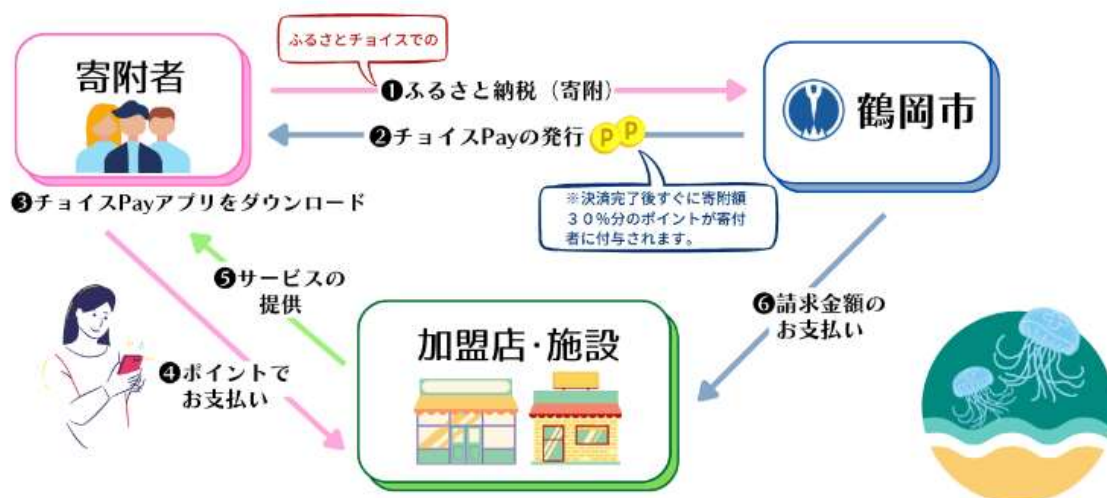 ふるさとチョイスでの
寄附者
❶ふるさと納税（寄附）
鶴岡市
❷チョイスPayの発行
P P
❸チョイスPayアプリをダウンロード
※決済完了後すぐに寄附額
３０％分のポイントが寄付
者に付与されます。
❺サービスの
提供
❻請求金額の
お支払い
加盟店・施設
❹ポイントで
お支払い